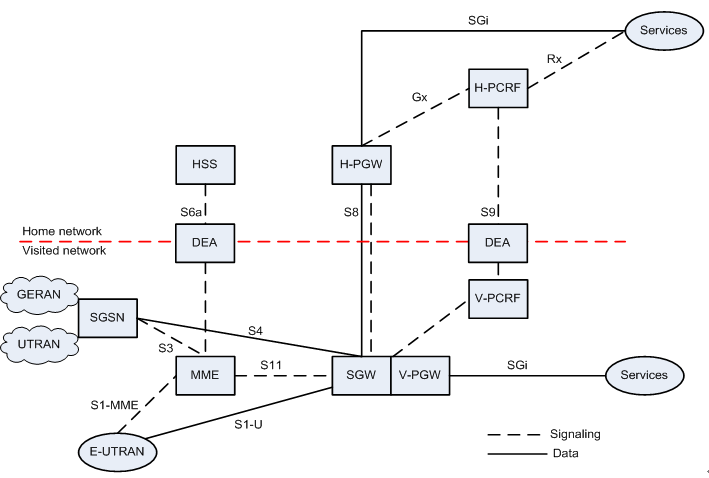 SGi
Services
Rx
H-PCRF
Gx
HSS
H-PGW
S6a
S8
S9
Home network
DEA
DEA
Visited network
GERAN
V-PCRF
SGSN
UTRAN
S4
S3
S11
SGi
MME
SGW
V-PGW
Services
S1-MME
S1-U
E-UTRAN
Signaling
Data